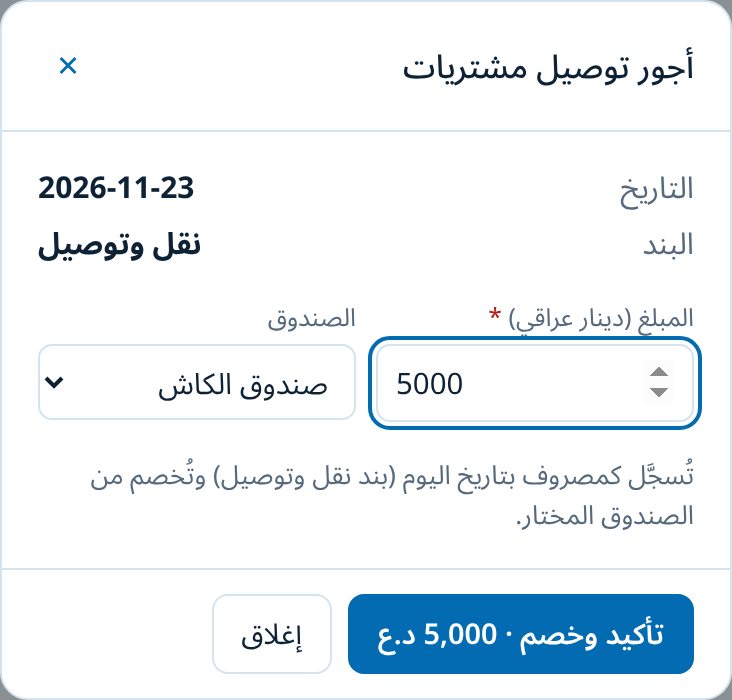 أجور توصيل مشتريات ×
التاريخ 2026-11-23
البند نقل وتوصيل
المبلغ (دينار عراقي) * الصندوق
5000 صندوق الكاش
تُسجَّل كمصروف بتاريخ اليوم (بند نقل وتوصيل) وتُخصم من
الصندوق المختار.
تأكيد وخصم · 5,000 د.ع إغلاق